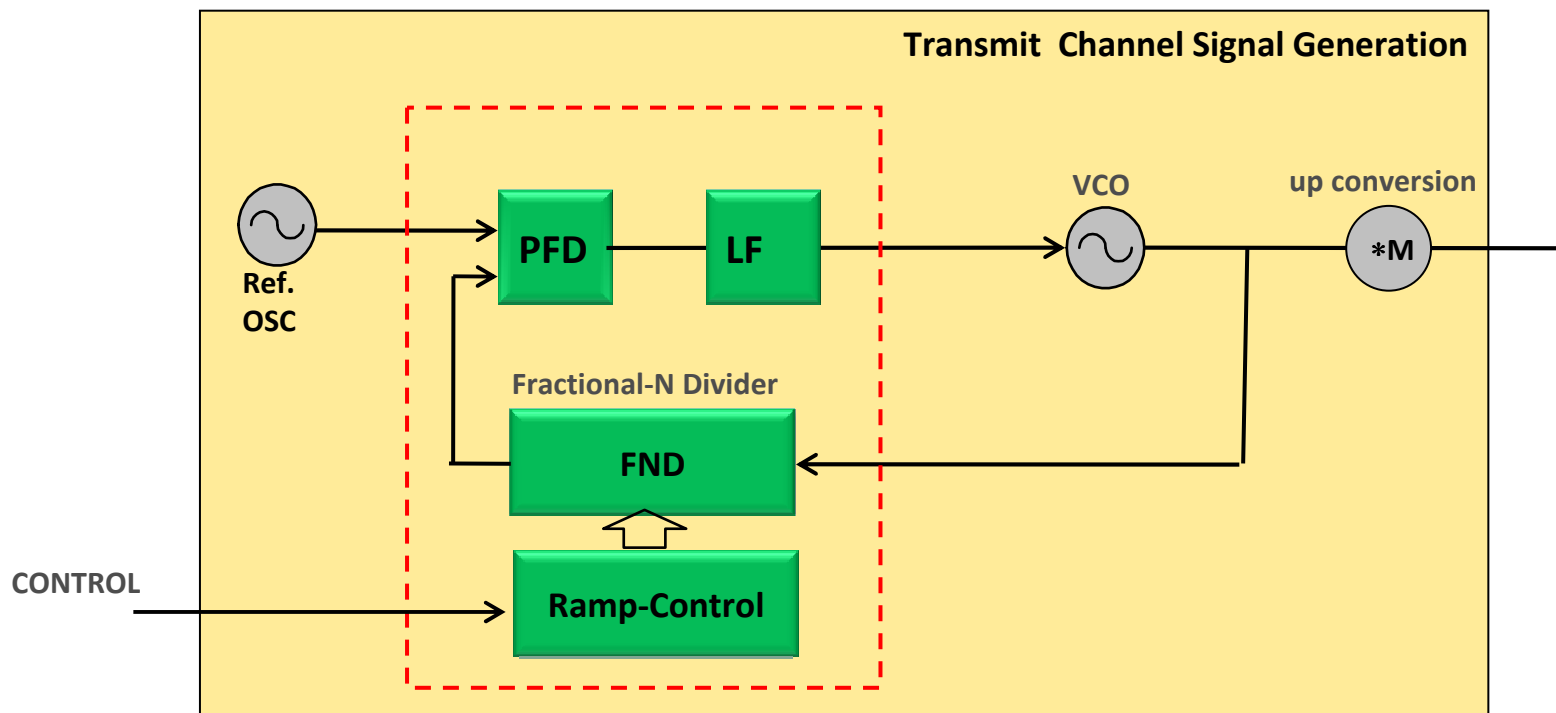 Transmit Channel Signal Generation
VCO
up conversion
PFD
LF
*M
Ref.
OSC
Fractional-N Divider
FND
CONTROL
Ramp-Control